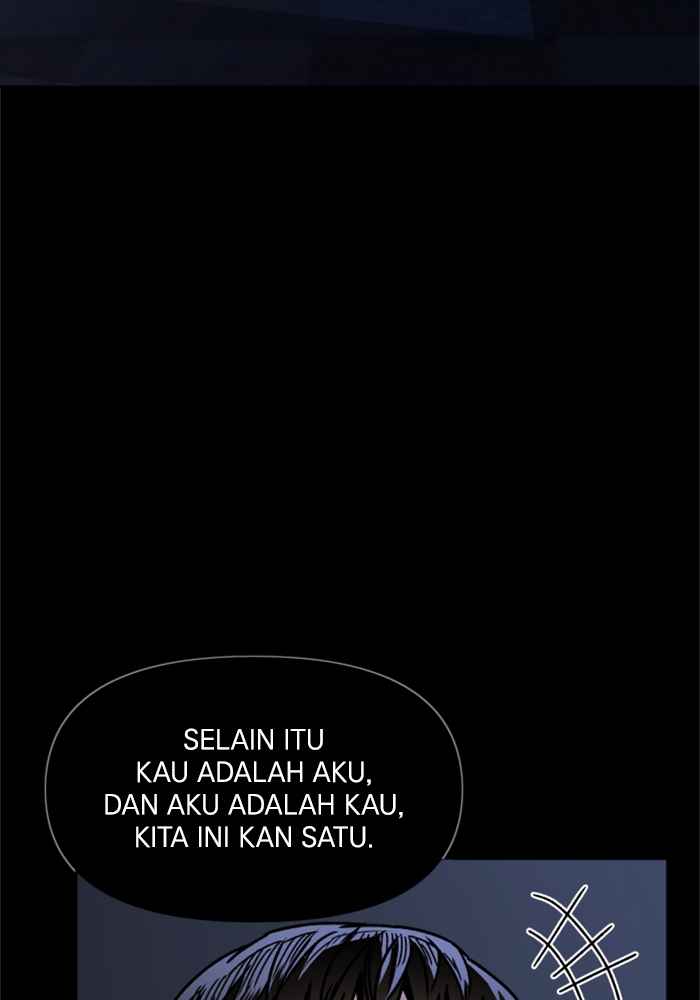 SELAIN ITU
KAU ADALAH AKU,
DAN AKU ADALAH KAU,
KITA INI KAN SATU.